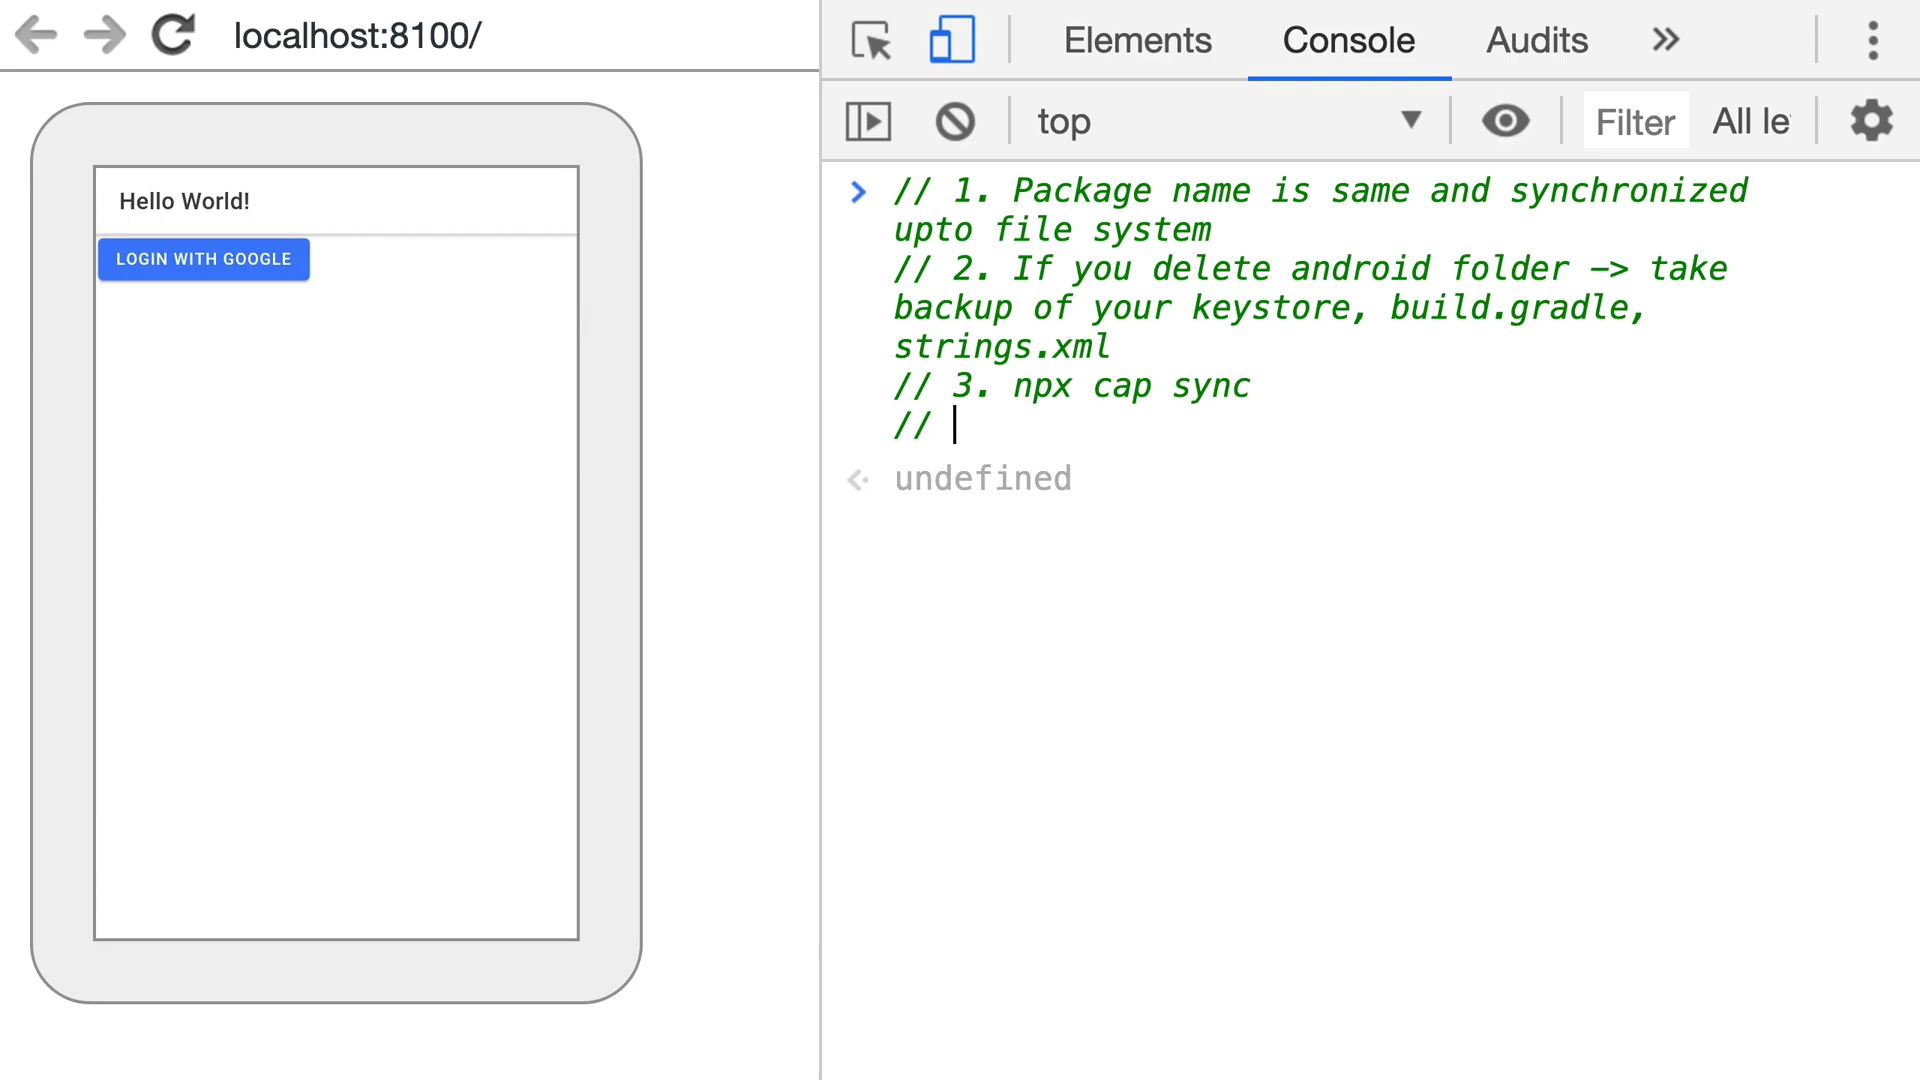 localhost:8100/
Elements Console Audits
top Filter All le
Hello World!
LOGIN WITH GOOGLE
// 1. Package name is same and synchronized
upto file system
// 2. If you delete android folder -> take
backup of your keystore, build.gradle,
strings.xml
// 3. npx cap sync
//
undefined